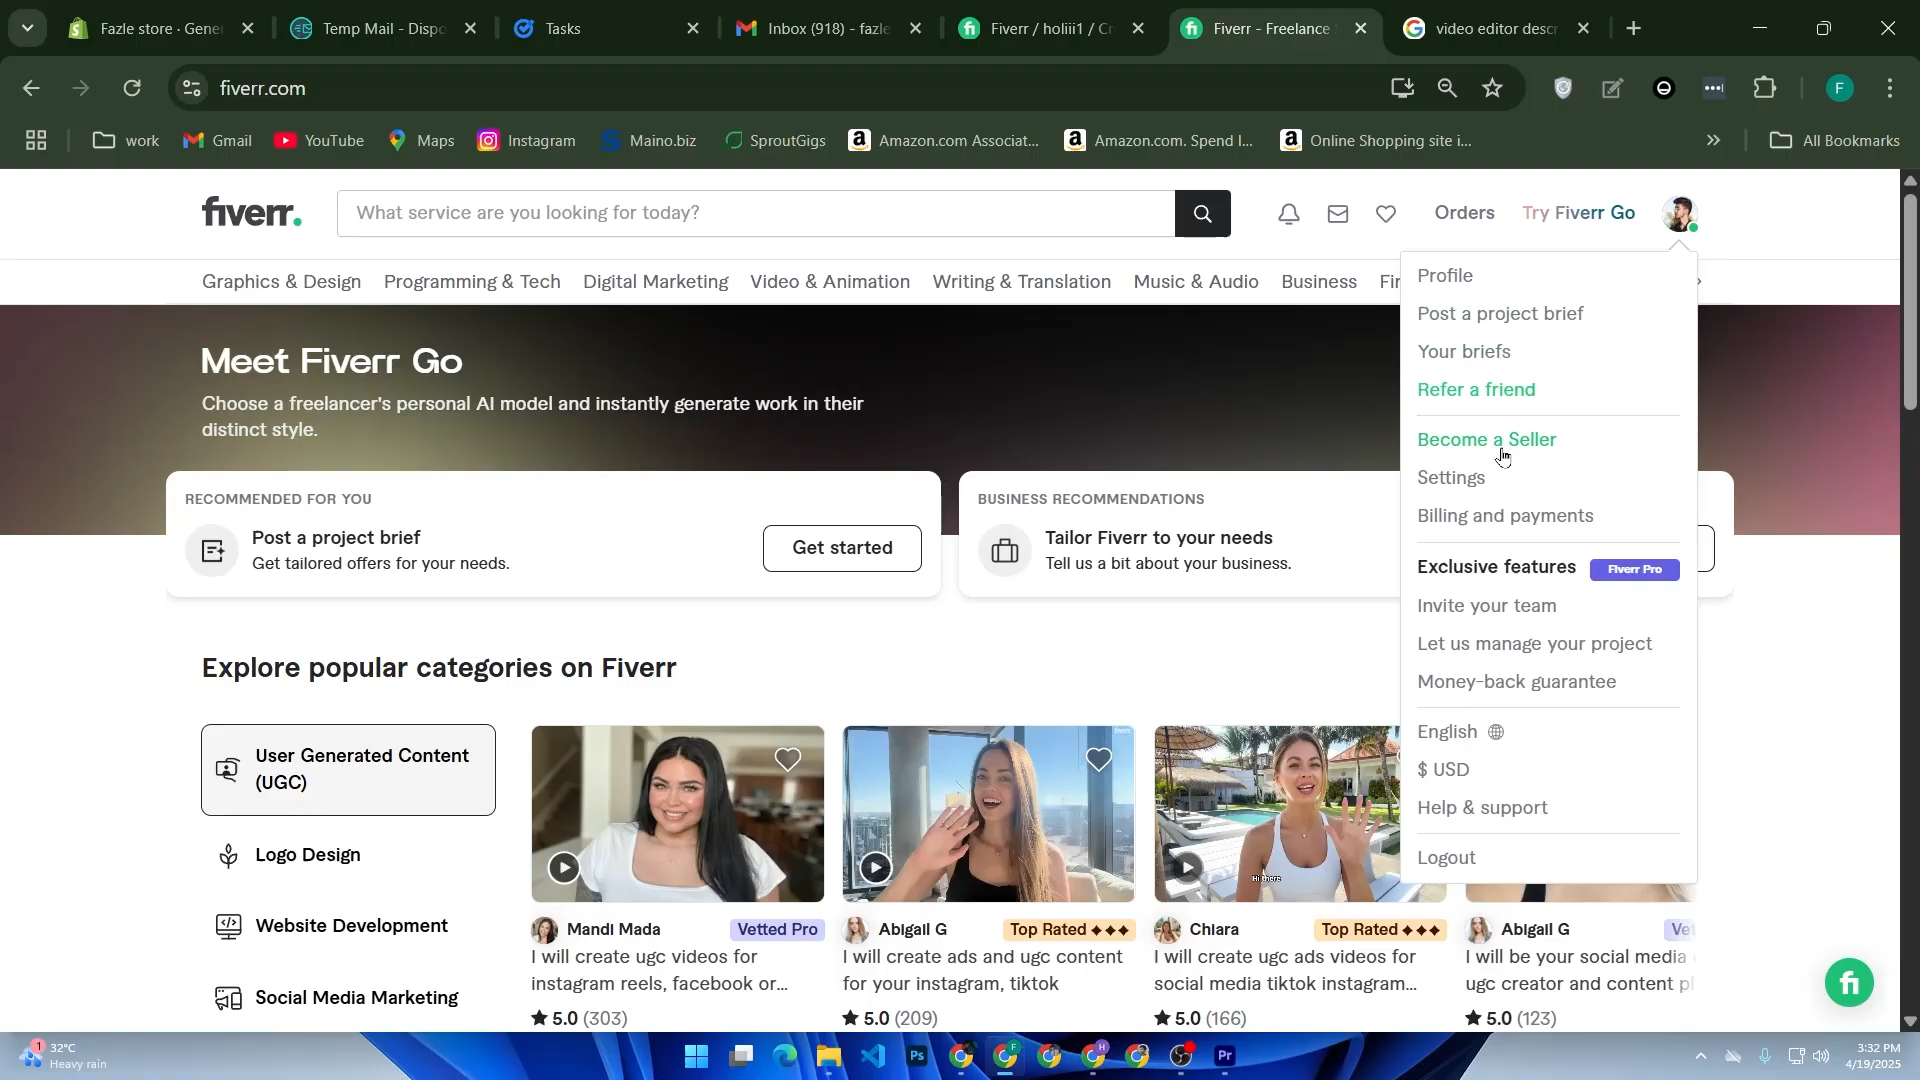 Fazle store · Gene
Temp Mail - Dispo
Tasks
Inbox (918) - fazle
Fiverr / holiii1 / Cr
Fiverr - Freelance
video editor descr
fiverr.com
F
work
Gmail
YouTube
Maps
Instagram
Maino.biz
SproutGigs
Amazon.com Associat...
Amazon.com. Spend l...
Online Shopping site i...
All Bookmarks
fiverr.
What service are you looking for today?
Orders
Try Fiverr Go
Graphics & Design
Programming & Tech
Digital Marketing
Video & Animation
Writing & Translation
Music & Audio
Business
Fir
Profile
Post a project brief
Your briefs
Refer a friend
Become a Seller
Settings
Billing and payments
Exclusive features
Fiverr Pro
Invite your team
Let us manage your project
Money-back guarantee
English
$ USD
Help & support
Logout
Meet Fiverr Go
Choose a freelancer's personal AI model and instantly generate work in their
distinct style.
RECOMMENDED FOR YOU
Post a project brief
Get tailored offers for your needs.
Get started
BUSINESS RECOMMENDATIONS
Tailor Fiverr to your needs
Tell us a bit about your business.
Explore popular categories on Fiverr
User Generated Content
(UGC)
Logo Design
Website Development
Social Media Marketing
Hi there
Mandi Mada
Vetted Pro
I will create ugc videos for
instagram reels, facebook or...
5.0 (303)
Abigail G
Top Rated
I will create ads and ugc content
for your instagram, tiktok
5.0 (209)
Chiara
Top Rated
I will create ugc ads videos for
social media tiktok instagram...
5.0 (166)
Abigail G
Vet
I will be your social media
ugc creator and content pl
5.0 (123)
fi
1
32°C
Heavy rain
Ps
F
H
Pr
3:32 PM
4/19/2025